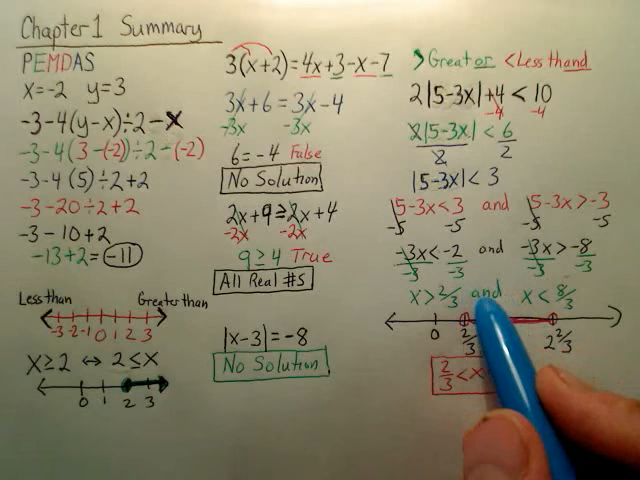 Chapter 1 Summary
PEMDAS
x=-2 y=3
-3-4(y-x)÷2-x
-3-4(3-(-2))÷2-(-2)
-3-4(5)÷2+2
-3-20÷2+2
-3-10+2
-13+2=-11
Less than Greater than
-3 -2 -1 0 1 2 3
x≥2 ↔ 2≤x
0 1 2 3
3(x+2)=4x+3-x-7
3x+6=3x-4
-3x -3x
6=-4 False
No Solution
2x+9≥2x+4
-2x -2x
9≥4 True
All Real #s
|x-3|=-8
No Solution
>Greator <Less thand
2|5-3x|+4<10
-4 -4
2|5-3x|<6
2 2
|5-3x|<3
5-3x<3 and 5-3x>-3
-5 -5 -5 -5
-3x<-2 and -3x>-8
-3 -3 -3 -3
x>2/3 and x<8/3
0 2/3 2 2/3
2/3<x